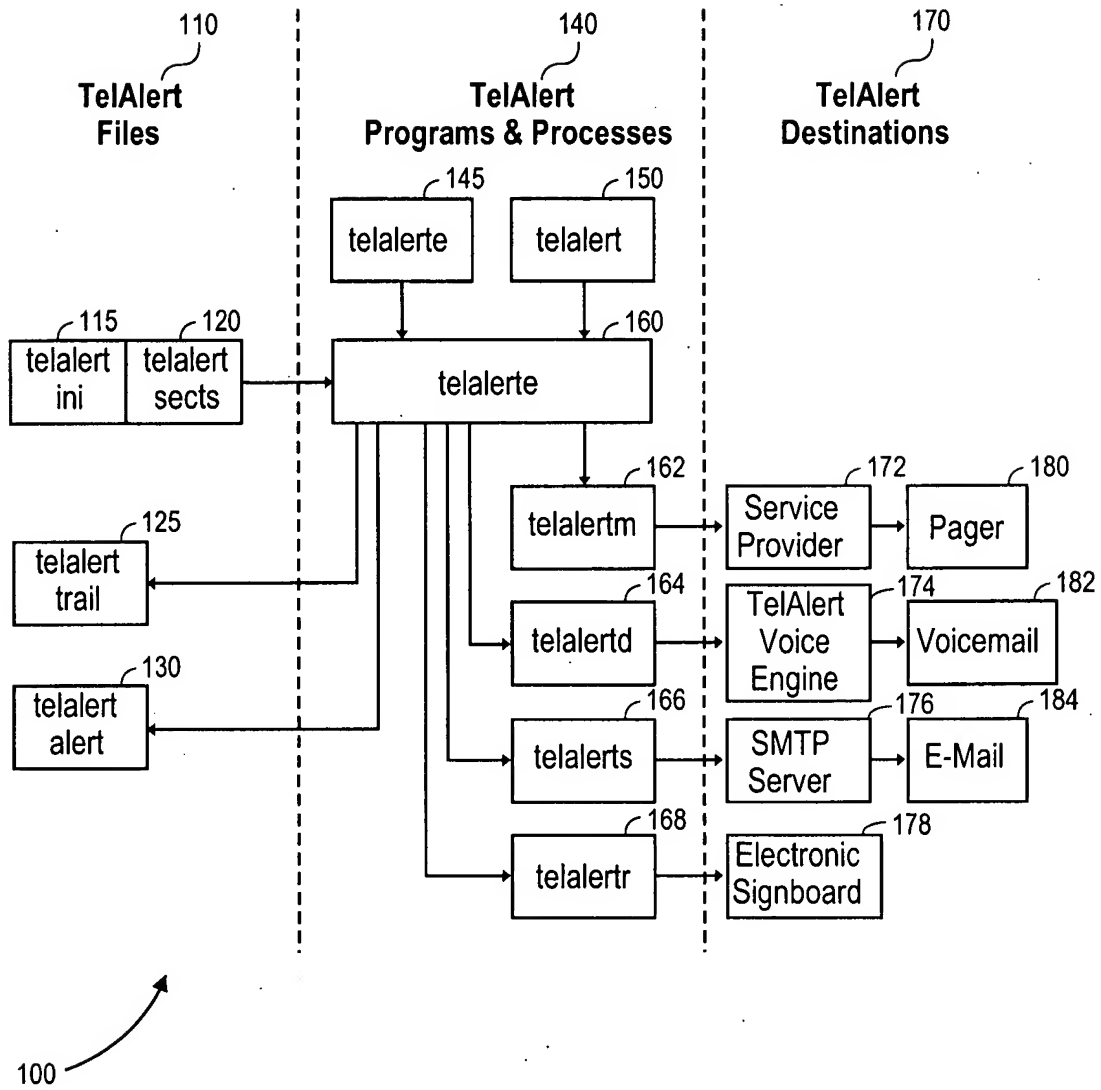 110
140
170
TelAlert
Files
TelAlert
Programs & Processes
TelAlert
Destinations
145
150
telalerte
telalert
115
120
160
telalert
ini
telalert
sects
telalerte
162
172
180
telalertm
Service
Provider
Pager
125
telalert
trail
164
174
182
telalertd
TelAlert
Voice
Engine
Voicemail
130
telalert
alert
166
176
184
telalerts
SMTP
Server
E-Mail
168
178
telalertr
Electronic
Signboard
100